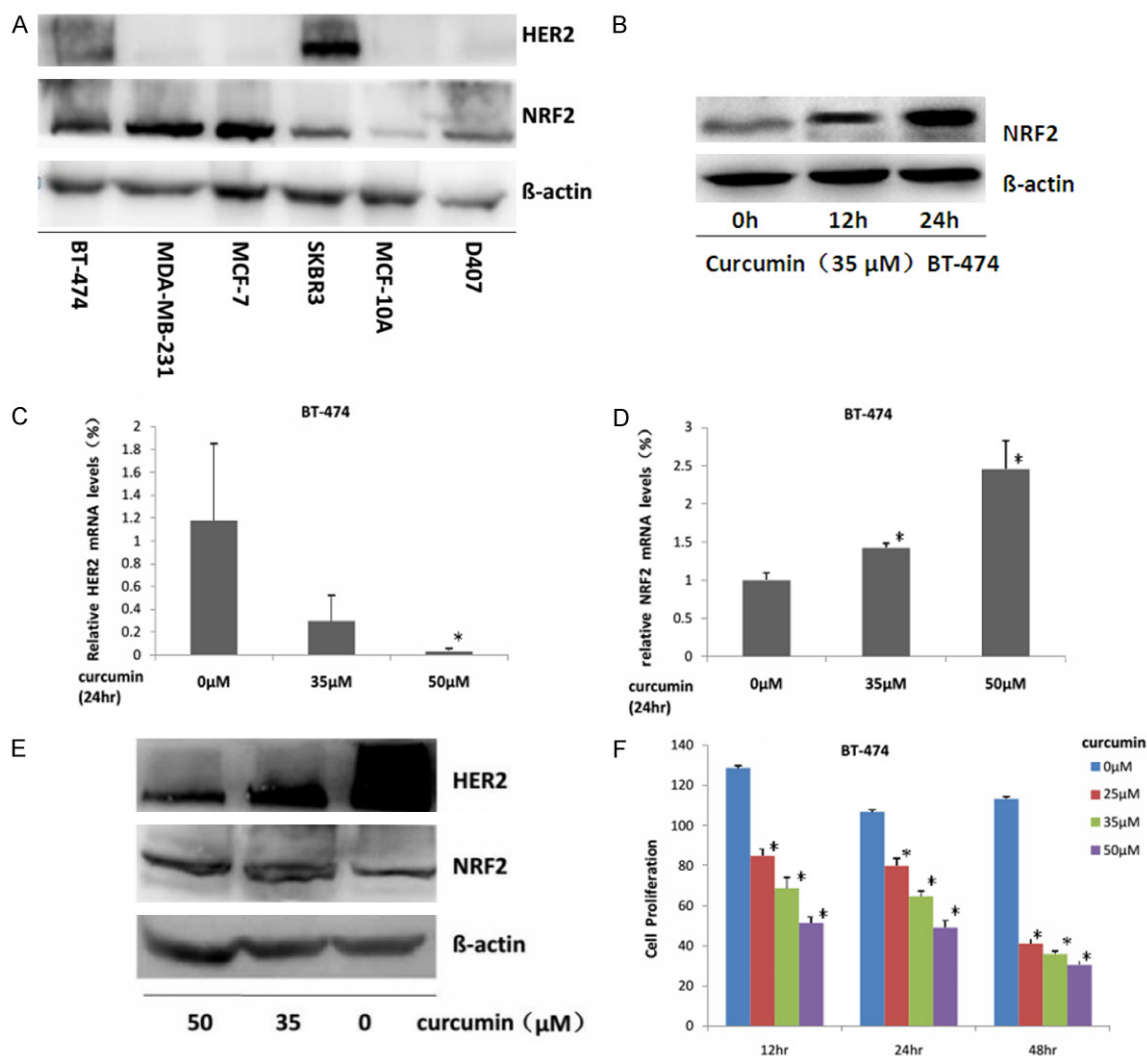 A
HER2
NRF2
ß-actin
BT-474
MDA-MB-231
MCF-7
SKBR3
MCF-10A
D407
B
NRF2
ß-actin
0h 12h 24h
Curcumin（35 μM）BT-474
C
BT-474
Relative HER2 mRNA levels（%）
2
1.8
1.6
1.4
1.2
1
0.8
0.6
0.4
0.2
0
*
curcumin
(24hr)
0μM 35μM 50μM
D
BT-474
relative NRF2 mRNA levels（%）
3
2.5
2
1.5
1
0.5
0
* *
curcumin
(24hr)
0μM 35μM 50μM
E
HER2
NRF2
ß-actin
50 35 0 curcumin（μM）
F
BT-474
Cell Proliferation
140
120
100
80
60
40
20
0
* * * * * * * * *
12hr 24hr 48hr
curcumin
0μM
25μM
35μM
50μM